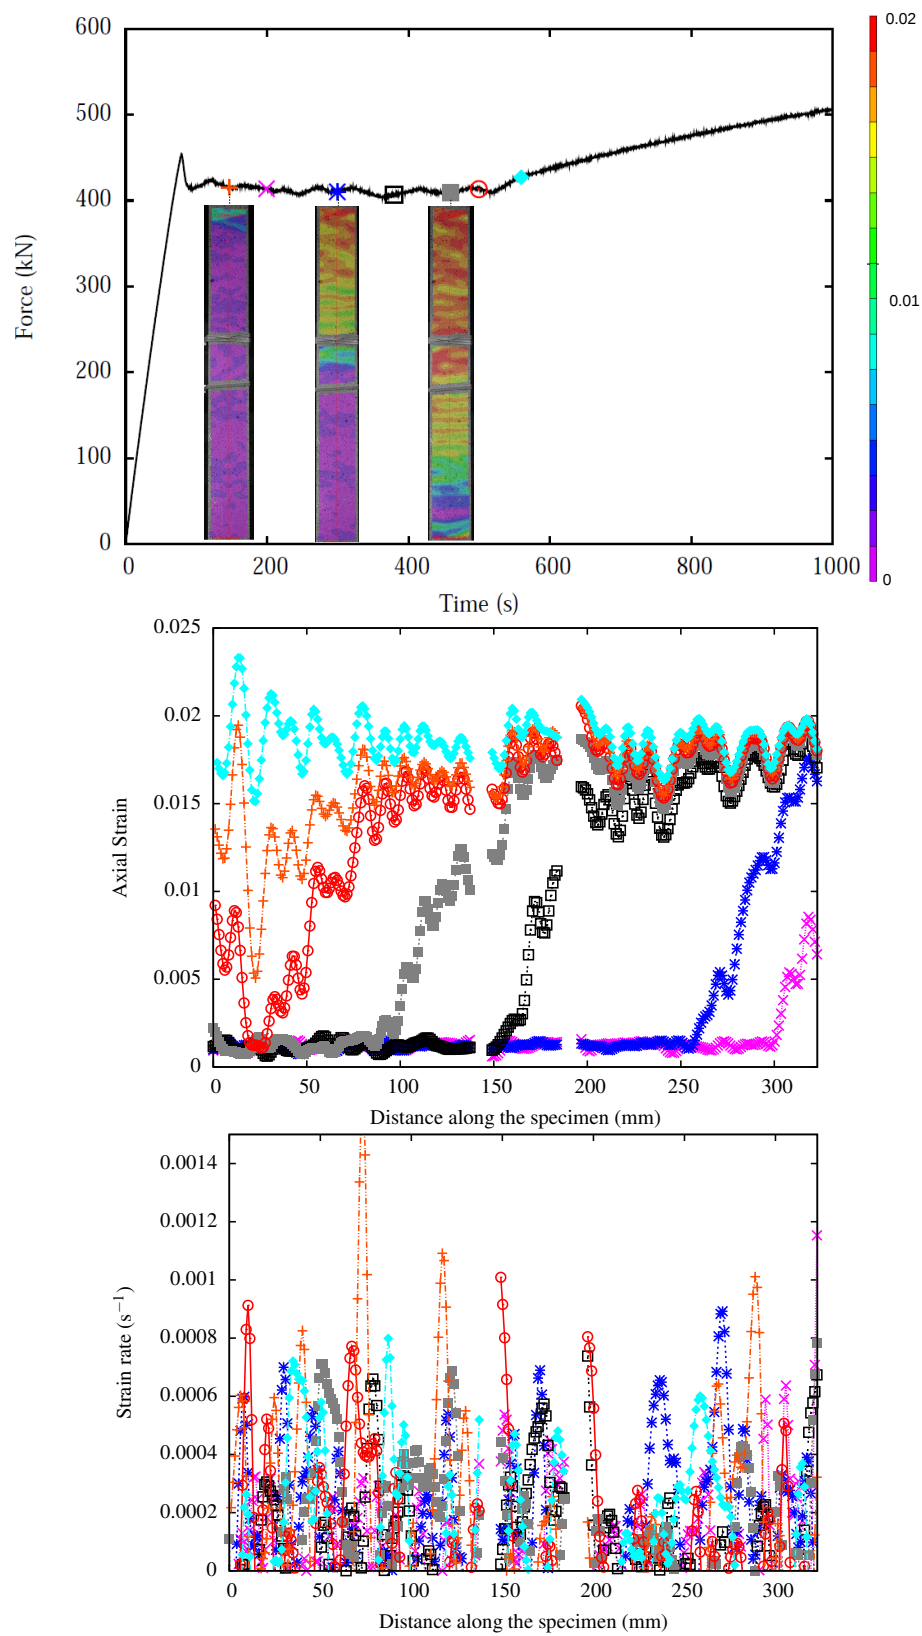 600
500
400
300
200
100
0
Force (kN)
0 200 400 600 800 1000
Time (s)
0.02
0.01
0
0.025
0.02
0.015
0.01
0.005
0
Axial Strain
0 50 100 150 200 250 300
Distance along the specimen (mm)
0.0014
0.0012
0.001
0.0008
0.0006
0.0004
0.0002
0
Strain rate (s−1)
0 50 100 150 200 250 300
Distance along the specimen (mm)